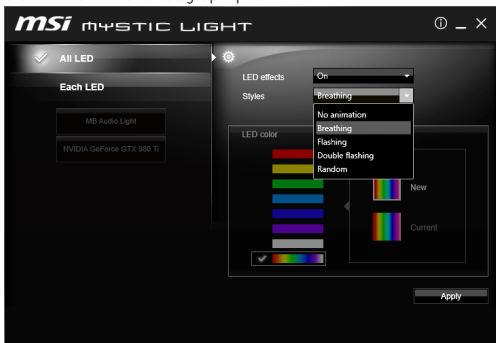 msi MYSTIC LIGHT
All LED
Each LED
MB Audio Light
NVIDIA GeForce GTX 980 Ti
LED effects
On
Styles
Breathing
No animation
Breathing
Flashing
Double flashing
Random
LED color
New
Current
Apply